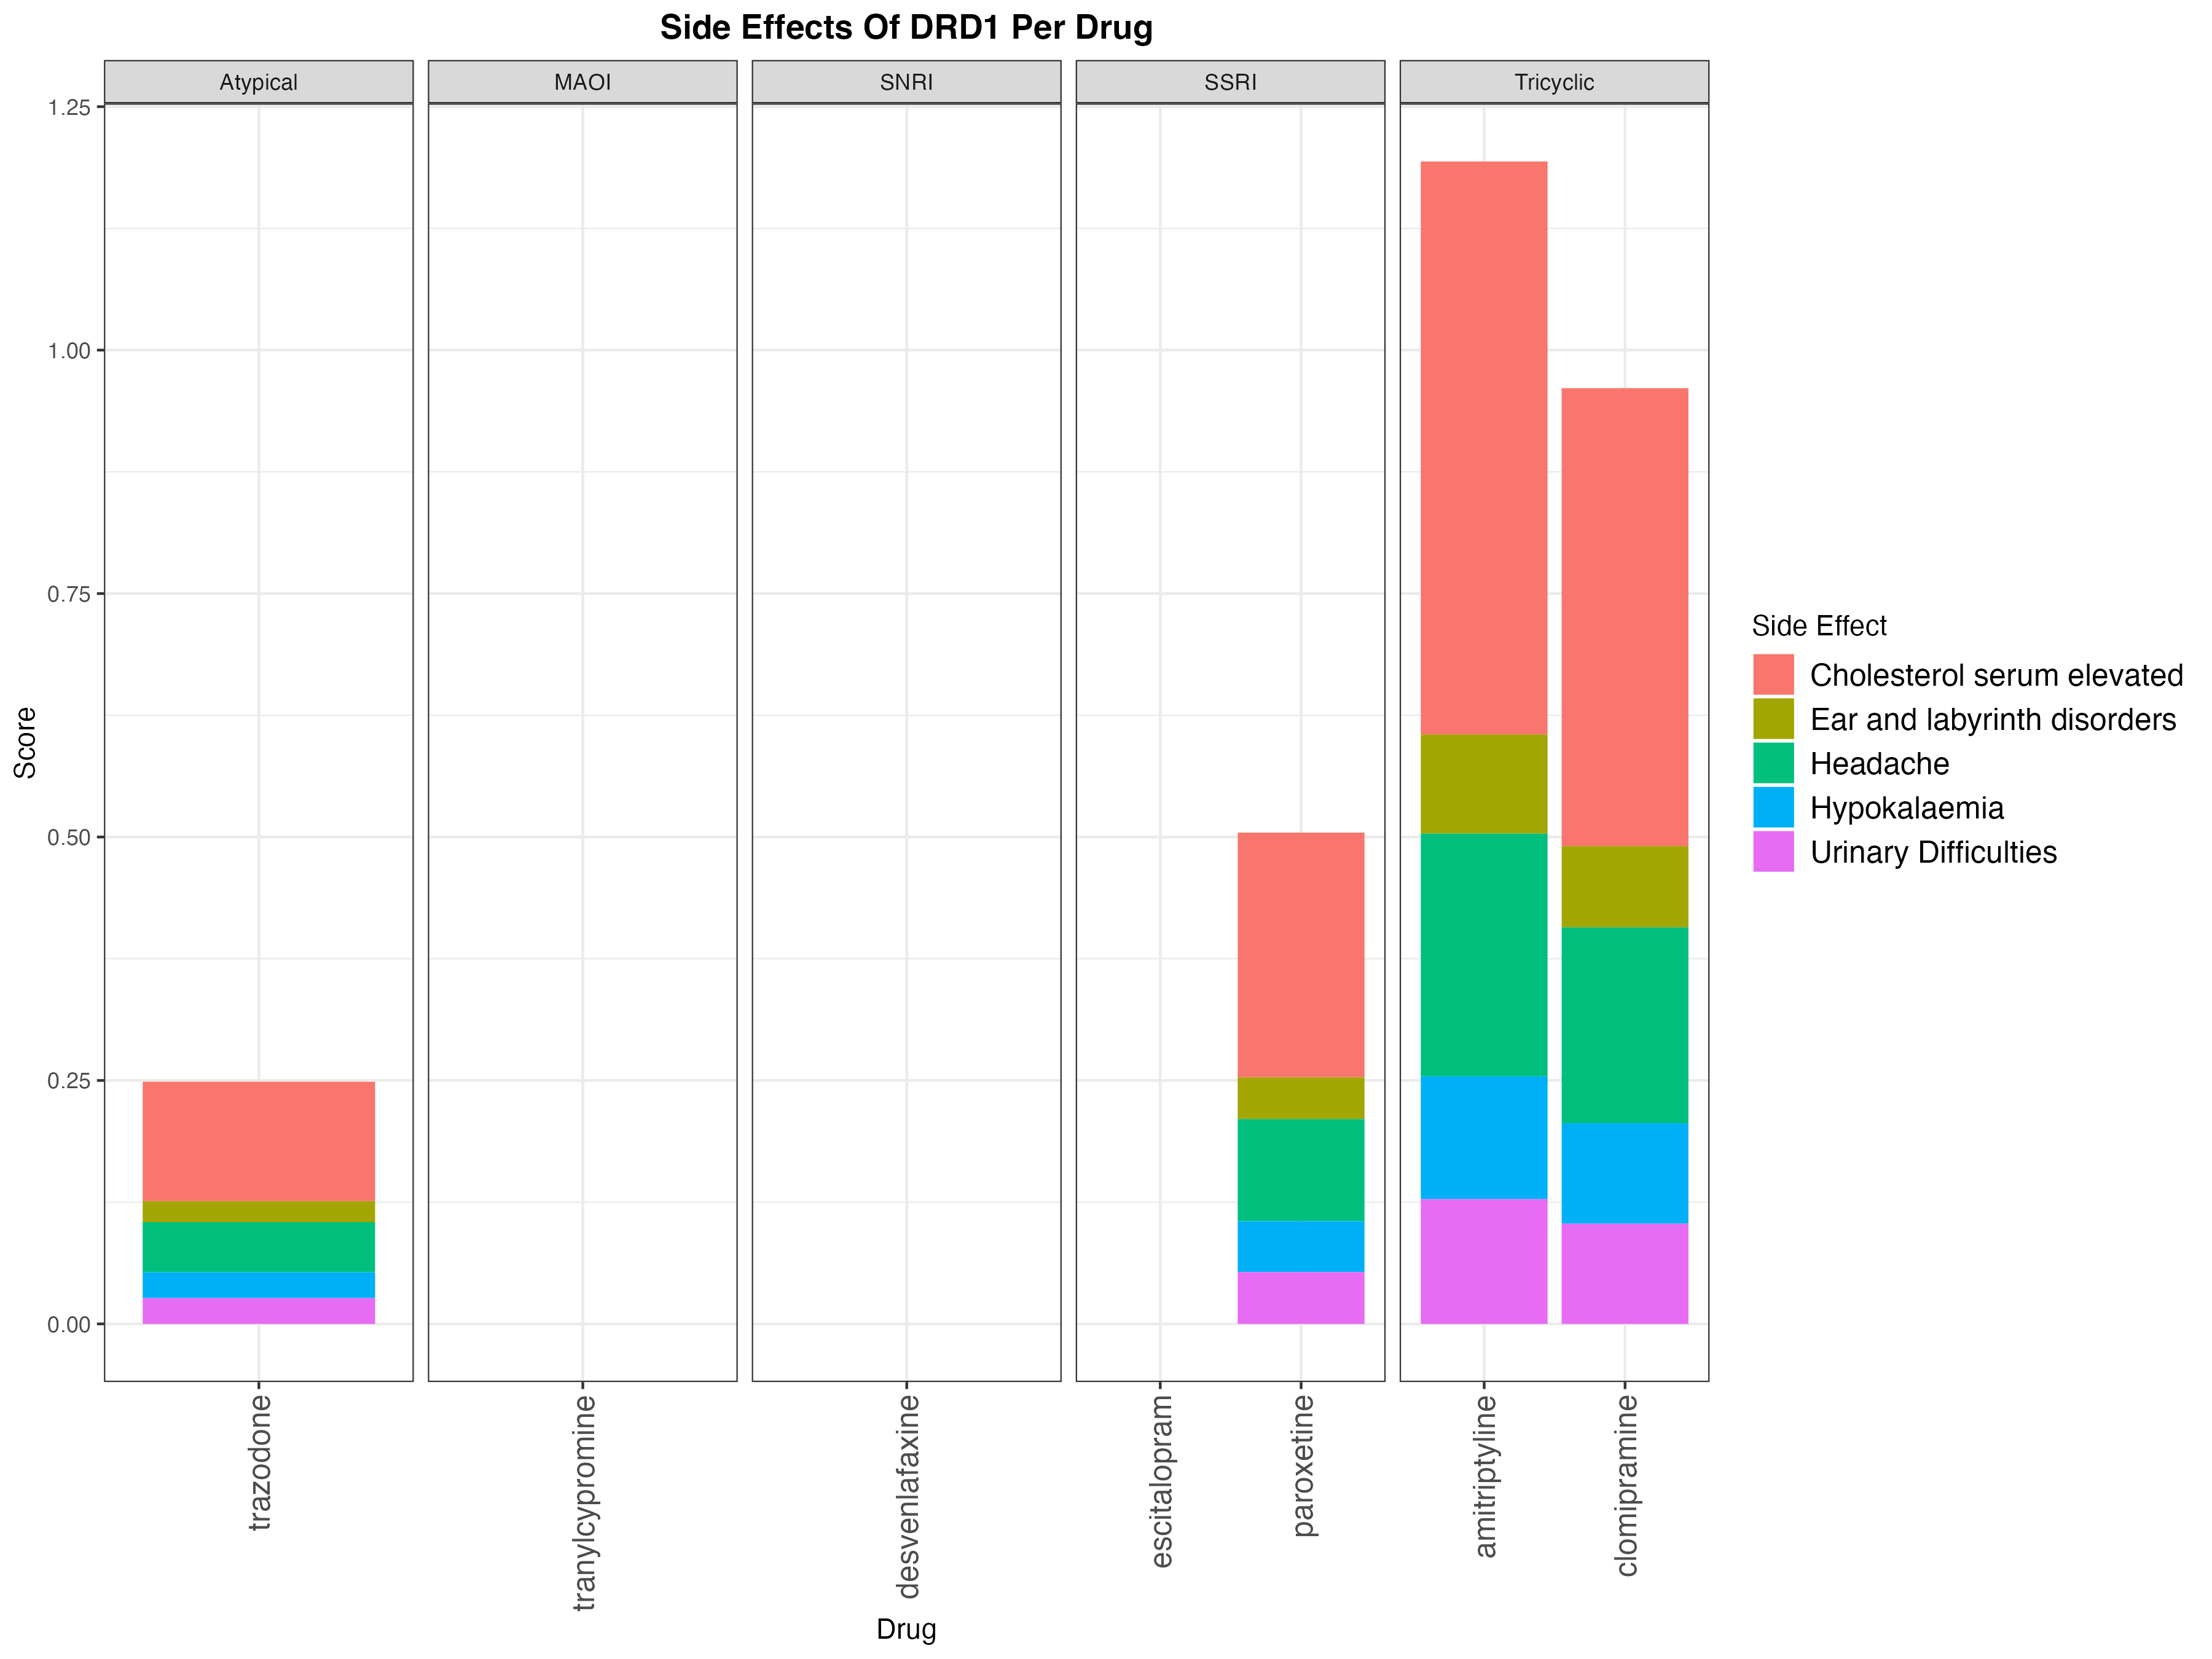 Side Effects Of DRD1 Per Drug
Atypical
MAOI
SNRI
SSRI
Tricyclic
1.25
1.00
0.75
0.50
0.25
0.00
Score
trazodone
tranylcypromine
desvenlafaxine
escitalopram
paroxetine
amitriptyline
clomipramine
Drug
Side Effect
Cholesterol serum elevated
Ear and labyrinth disorders
Headache
Hypokalaemia
Urinary Difficulties